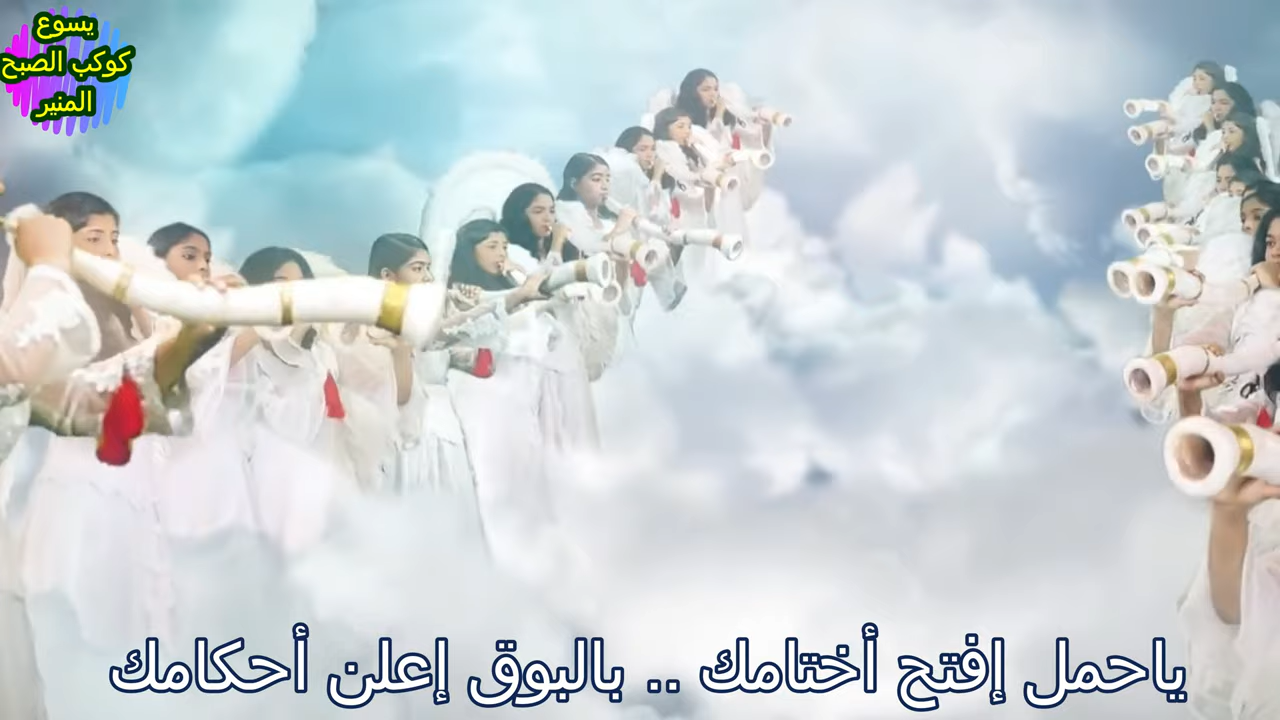 يسوع
كوكب الصبح
المنير
ياحمل إفتح أختامك .. بالبوق إعلن أحكامك